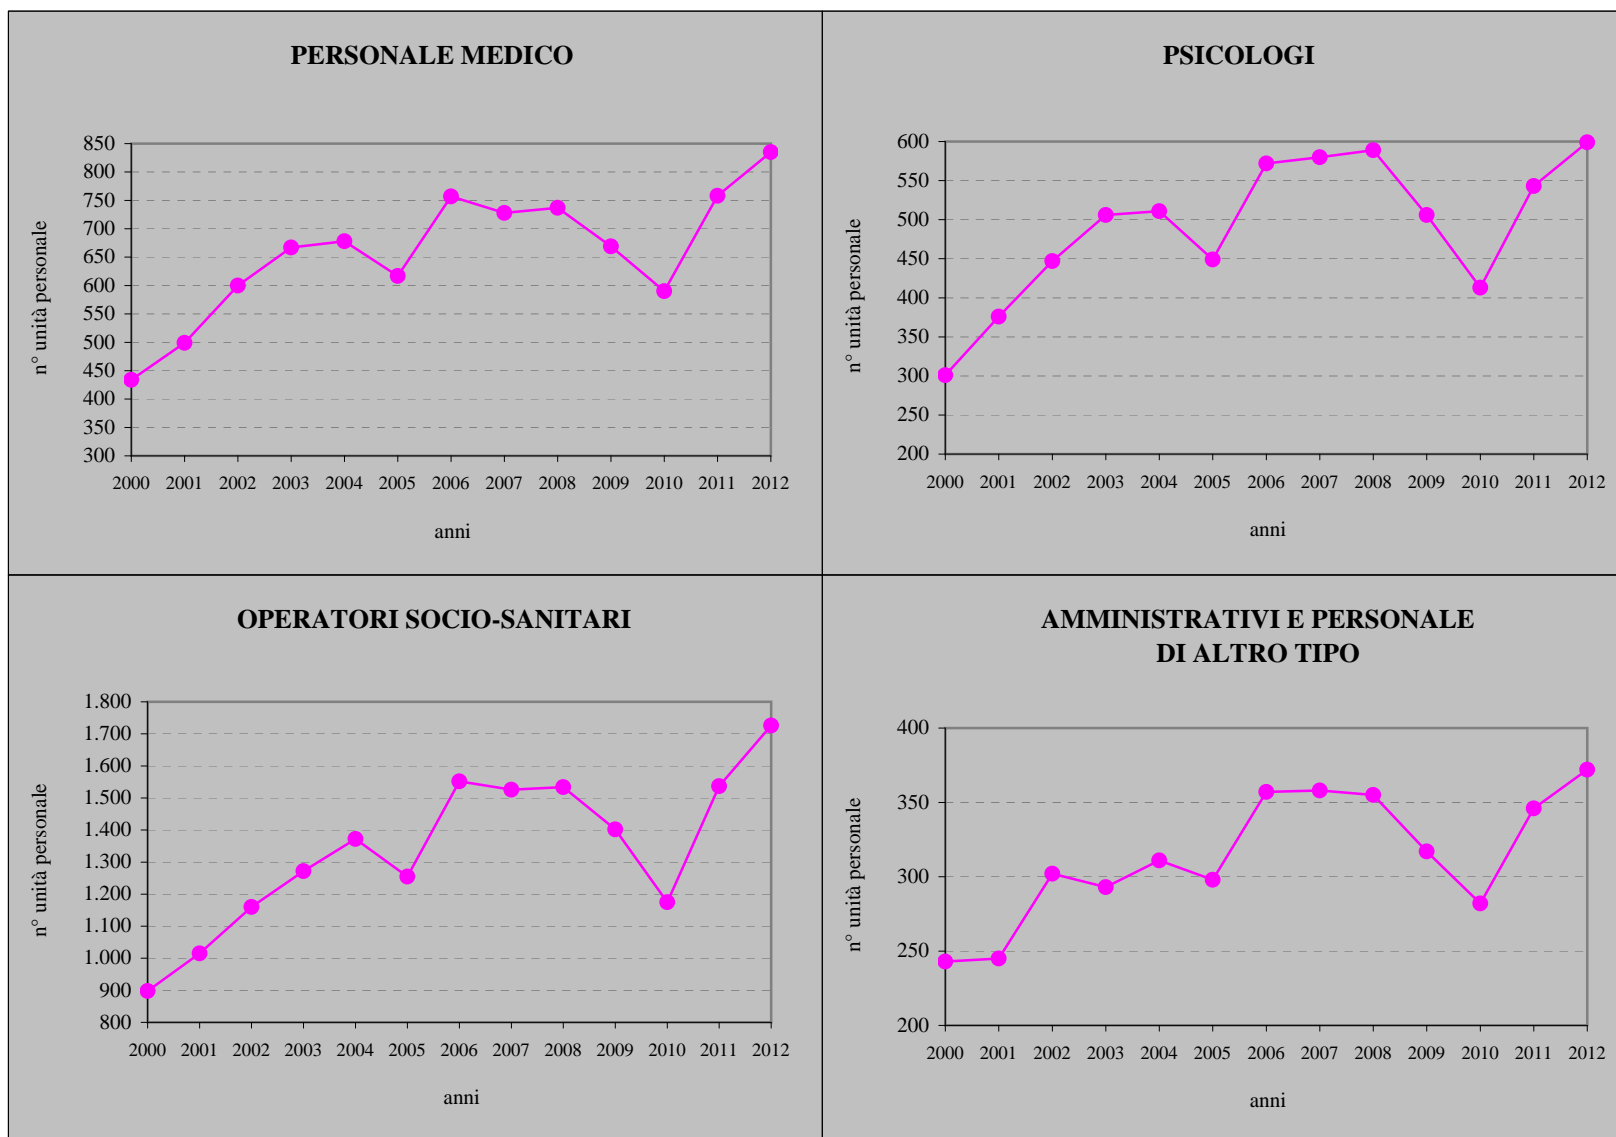 PERSONALE MEDICO
850
800
750
700
650
600
550
500
450
400
350
300
n° unità personale
2000 2001 2002 2003 2004 2005 2006 2007 2008 2009 2010 2011 2012
anni
PSICOLOGI
600
550
500
450
400
350
300
250
200
n° unità personale
2000 2001 2002 2003 2004 2005 2006 2007 2008 2009 2010 2011 2012
anni
OPERATORI SOCIO-SANITARI
1.800
1.700
1.600
1.500
1.400
1.300
1.200
1.100
1.000
900
800
n° unità personale
2000 2001 2002 2003 2004 2005 2006 2007 2008 2009 2010 2011 2012
anni
AMMINISTRATIVI E PERSONALE
DI ALTRO TIPO
400
350
300
250
200
n° unità personale
2000 2001 2002 2003 2004 2005 2006 2007 2008 2009 2010 2011 2012
anni